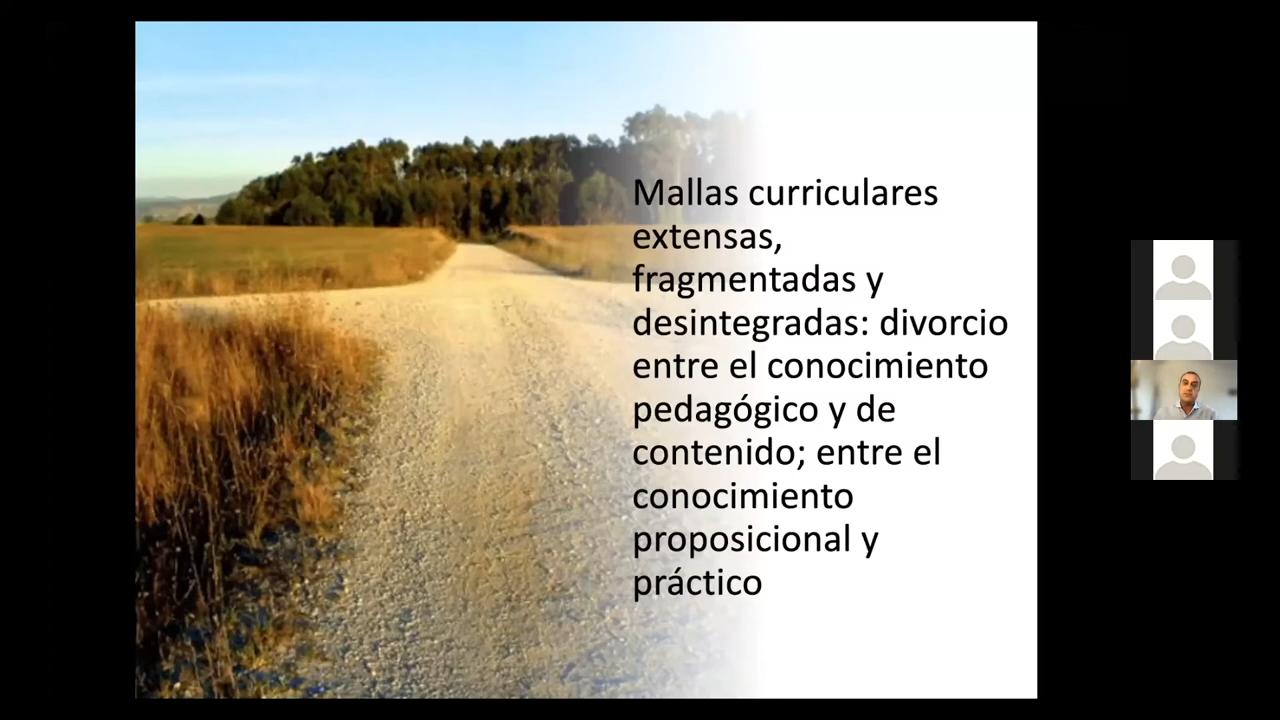 Mallas curriculares
extensas,
fragmentadas y
desintegradas: divorcio
entre el conocimiento
pedagógico y de
contenido; entre el
conocimiento
proposicional y
práctico